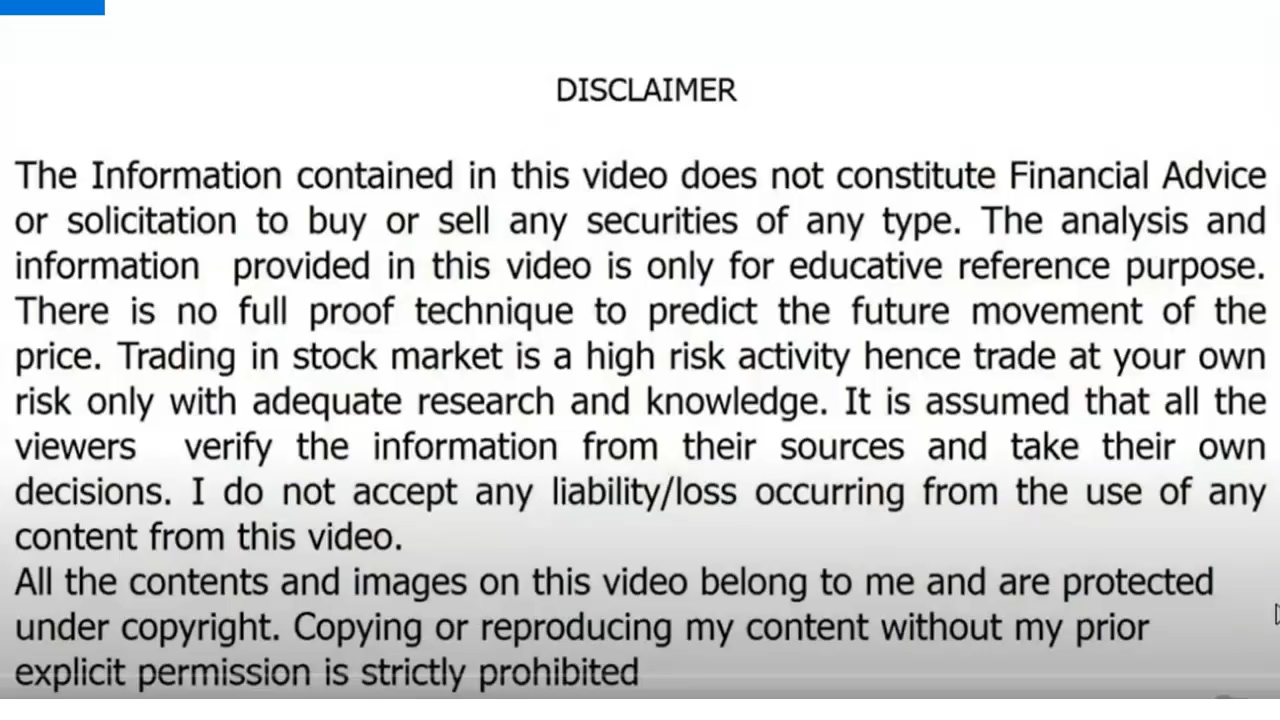 DISCLAIMER
The Information contained in this video does not constitute Financial Advice
or solicitation to buy or sell any securities of any type. The analysis and
information provided in this video is only for educative reference purpose.
There is no full proof technique to predict the future movement of the
price. Trading in stock market is a high risk activity hence trade at your own
risk only with adequate research and knowledge. It is assumed that all the
viewers verify the information from their sources and take their own
decisions. I do not accept any liability/loss occurring from the use of any
content from this video.
All the contents and images on this video belong to me and are protected
under copyright. Copying or reproducing my content without my prior
explicit permission is strictly prohibited